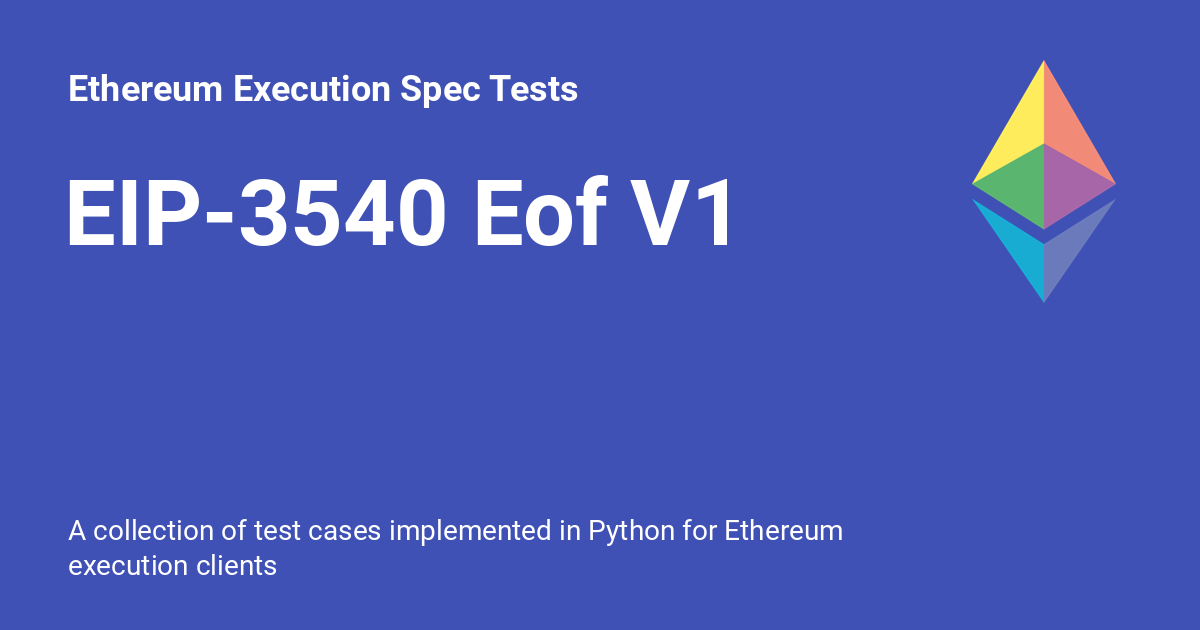 Ethereum Execution Spec Tests
EIP-3540 Eof V1
A collection of test cases implemented in Python for Ethereum
execution clients